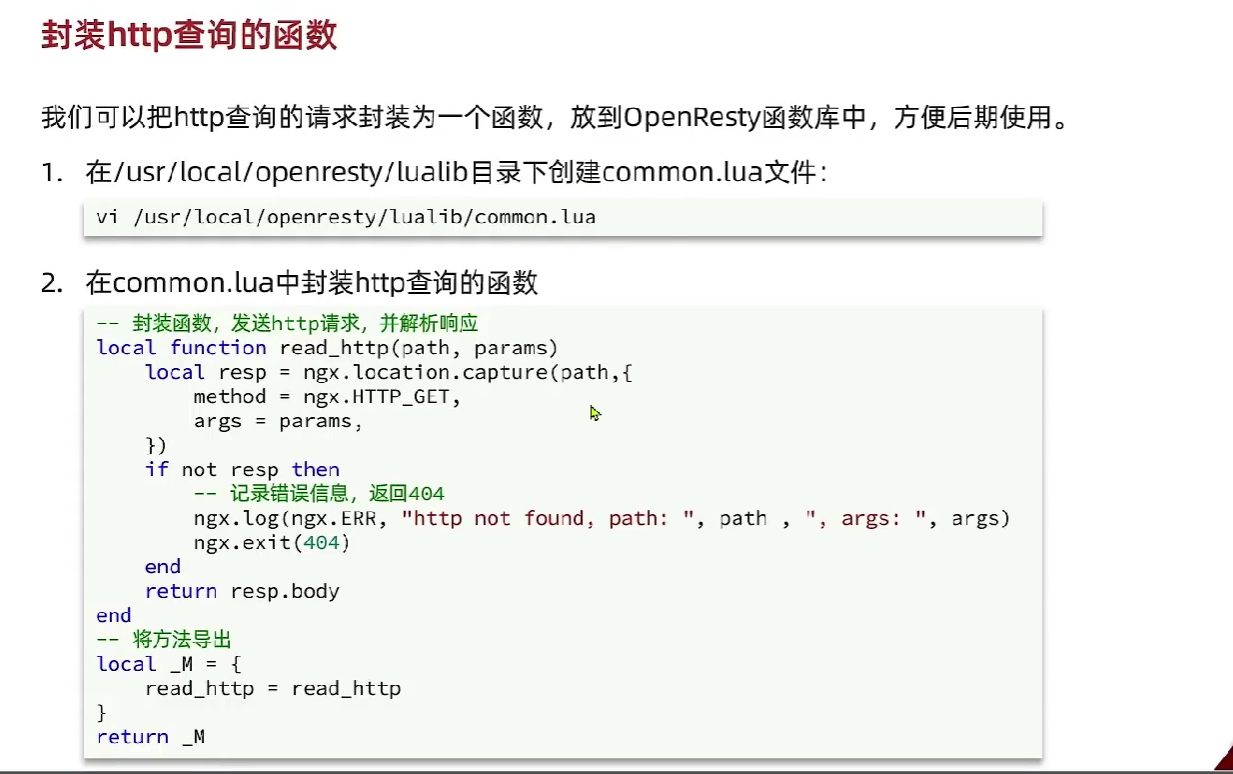 封装http查询的函数
我们可以把http查询的请求封装为一个函数，放到OpenResty函数库中，方便后期使用。
1. 在/usr/local/openresty/lualib目录下创建common.lua文件：
vi /usr/local/openresty/lualib/common.lua
2. 在common.lua中封装http查询的函数
-- 封装函数，发送http请求，并解析响应
local function read_http(path, params)
    local resp = ngx.location.capture(path,{
        method = ngx.HTTP_GET,
        args = params,
    })
    if not resp then
        -- 记录错误信息，返回404
        ngx.log(ngx.ERR, "http not found, path: ", path , ", args: ", args)
        ngx.exit(404)
    end
    return resp.body
end
-- 将方法导出
local _M = {
    read_http = read_http
}
return _M